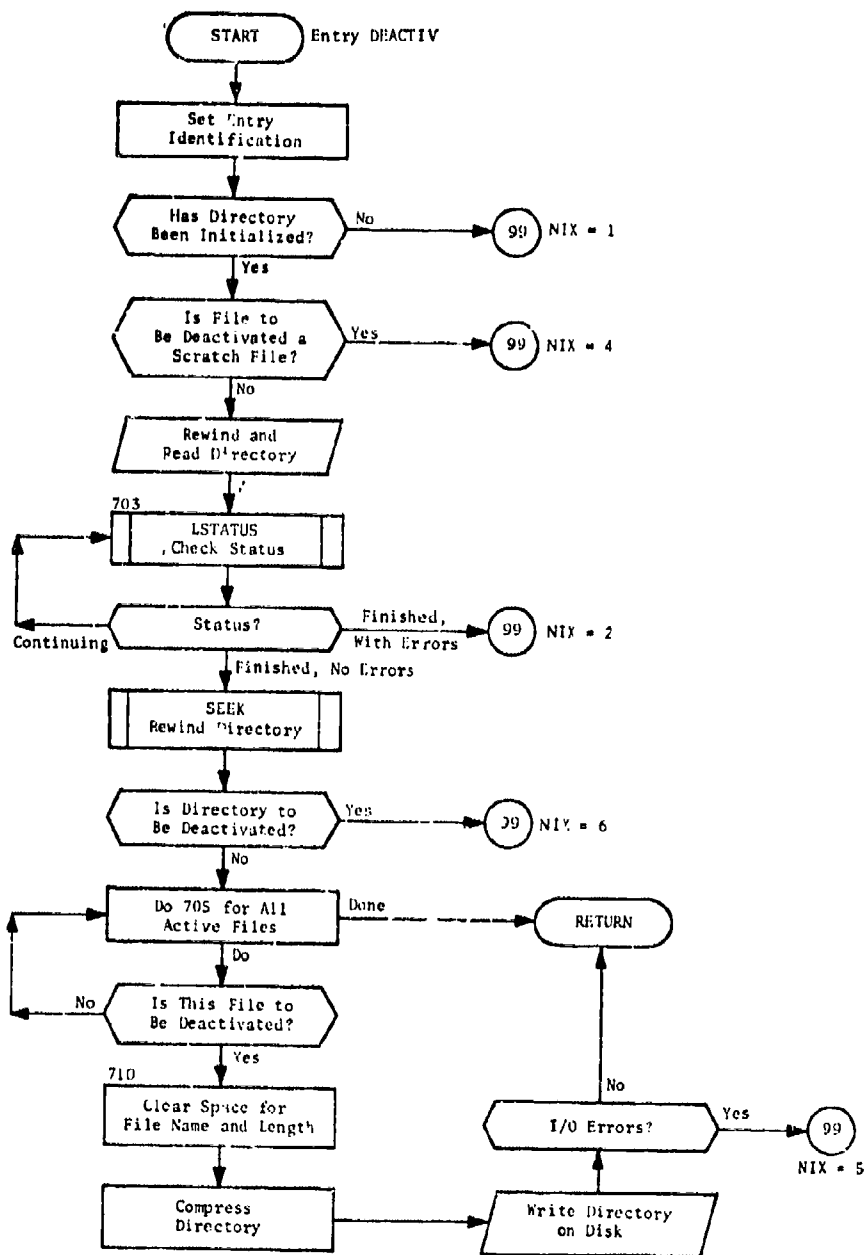 START
Entry DEACTIV
Set Entry
Identification
Has Directory
Been Initialized?
No
99
NIX = 1
Yes
Is File to
Be Deactivated a
Scratch File?
Yes
99
NIX = 4
No
Rewind and
Read Directory
703
LSTATUS
Check Status
Status?
Continuing
Finished,
With Errors
99
NIX = 2
Finished, No Errors
SEEK
Rewind Directory
Is Directory to
Be Deactivated?
Yes
99
NIX = 6
No
Do 705 for All
Active Files
Done
RETURN
Do
Is This File to
Be Deactivated?
No
Yes
710
Clear Space for
File Name and Length
Compress
Directory
Write Directory
on Disk
I/O Errors?
No
Yes
99
NIX = 5